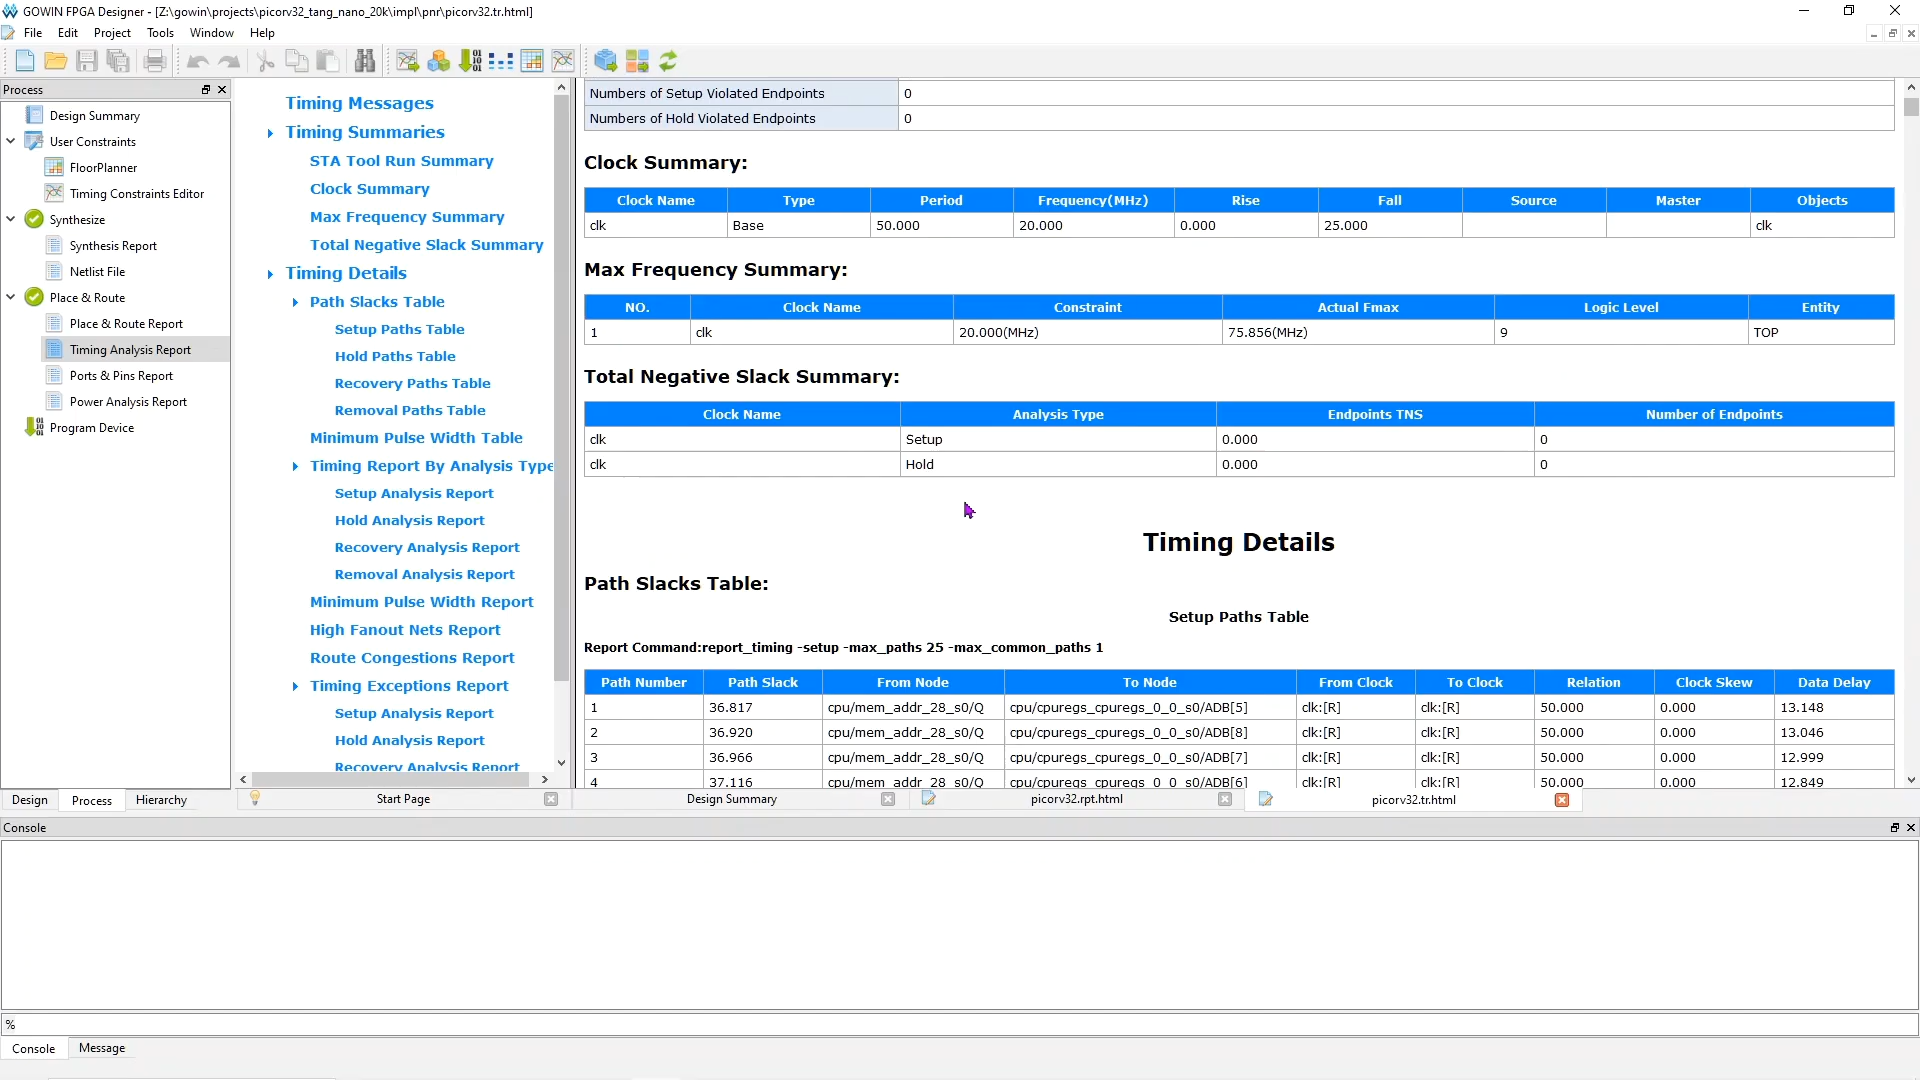 GOWIN FPGA Designer - [Z:\gowin\projects\picorv32_tang_nano_20k\impl\pnr\picorv32.tr.html]
File Edit Project Tools Window Help
Process
Design Summary
User Constraints
FloorPlanner
Timing Constraints Editor
Synthesize
Synthesis Report
Netlist File
Place & Route
Place & Route Report
Timing Analysis Report
Ports & Pins Report
Power Analysis Report
Program Device
Design Process Hierarchy
Timing Messages
Timing Summaries
STA Tool Run Summary
Clock Summary
Max Frequency Summary
Total Negative Slack Summary
Timing Details
Path Slacks Table
Setup Paths Table
Hold Paths Table
Recovery Paths Table
Removal Paths Table
Minimum Pulse Width Table
Timing Report By Analysis Type
Setup Analysis Report
Hold Analysis Report
Recovery Analysis Report
Removal Analysis Report
Minimum Pulse Width Report
High Fanout Nets Report
Route Congestions Report
Timing Exceptions Report
Setup Analysis Report
Hold Analysis Report
Recovery Analysis Report
Numbers of Setup Violated Endpoints 0
Numbers of Hold Violated Endpoints 0
Clock Summary:
Clock Name Type Period Frequency(MHz) Rise Fall Source Master Objects
clk Base 50.000 20.000 0.000 25.000 clk
Max Frequency Summary:
NO. Clock Name Constraint Actual Fmax Logic Level Entity
1 clk 20.000(MHz) 75.856(MHz) 9 TOP
Total Negative Slack Summary:
Clock Name Analysis Type Endpoints TNS Number of Endpoints
clk Setup 0.000 0
clk Hold 0.000 0
Timing Details
Path Slacks Table:
Setup Paths Table
Report Command:report_timing -setup -max_paths 25 -max_common_paths 1
Path Number Path Slack From Node To Node From Clock To Clock Relation Clock Skew Data Delay
1 36.817 cpu/mem_addr_28_s0/Q cpu/cpuregs_cpuregs_0_0_s0/ADB[5] clk:[R] clk:[R] 50.000 0.000 13.148
2 36.920 cpu/mem_addr_28_s0/Q cpu/cpuregs_cpuregs_0_0_s0/ADB[8] clk:[R] clk:[R] 50.000 0.000 13.046
3 36.966 cpu/mem_addr_28_s0/Q cpu/cpuregs_cpuregs_0_0_s0/ADB[7] clk:[R] clk:[R] 50.000 0.000 12.999
4 37.116 cpu/mem_addr_28_s0/Q cpu/cpuregs_cpuregs_0_0_s0/ADB[6] clk:[R] clk:[R] 50.000 0.000 12.849
Start Page Design Summary picorv32.rpt.html picorv32.tr.html
Console
%
Console Message